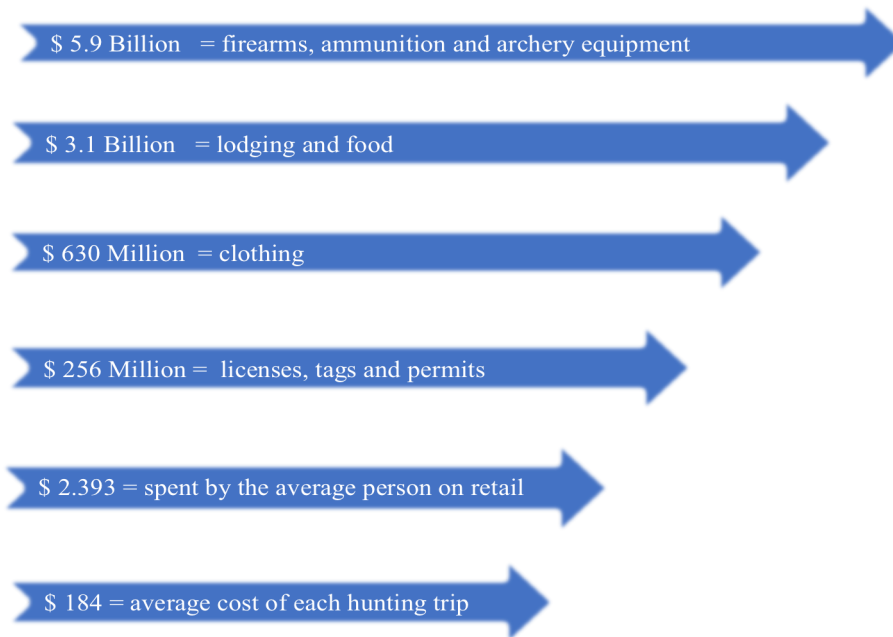 $ 5.9 Billion = firearms, ammunition and archery equipment
$ 3.1 Billion = lodging and food
$ 630 Million = clothing
$ 256 Million = licenses, tags and permits
$ 2.393 = spent by the average person on retail
$ 184 = average cost of each hunting trip